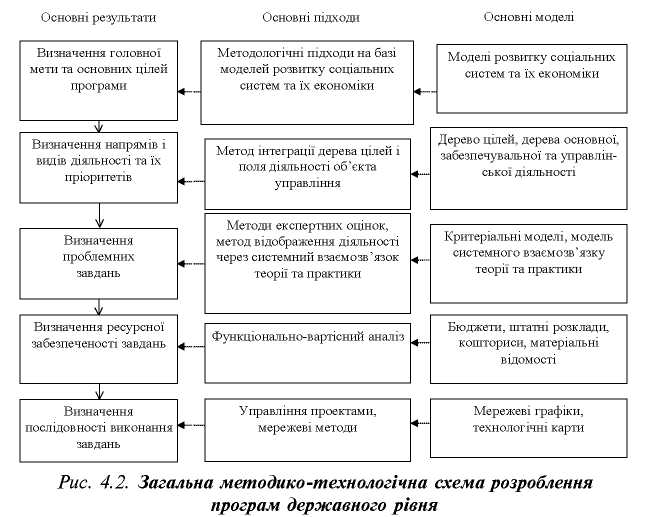 Основні результати
Основні підходи
Основні моделі
Визначення головної
мети та основних цілей
програми
Методологічні підходи на базі
моделей розвитку соціальних
систем та їх економіки
Моделі розвитку соціальних
систем та їх економіки
Визначення напрямів і
видів діяльності та їх
пріоритетів
Метод інтеграції дерева цілей і
поля діяльності об’єкта
управління
Дерево цілей, дерева основної,
забезпечувальної та управлін-
ської діяльності
Визначення
проблемних
завдань
Методи експертних оцінок,
метод відображення діяльності
через системний взаємозв’язок
теорії та практики
Критеріальні моделі, модель
системного взаємозв’язку
теорії та практики
Визначення ресурсної
забезпеченості завдань
Функціонально-вартісний аналіз
Бюджети, штатні розклади,
кошториси, матеріальні
відомості
Визначення
послідовності виконання
завдань
Управління проектами,
мережеві методи
Мережеві графіки,
технологічні карти
Рис. 4.2. Загальна методико-технологічна схема розроблення
програм державного рівня